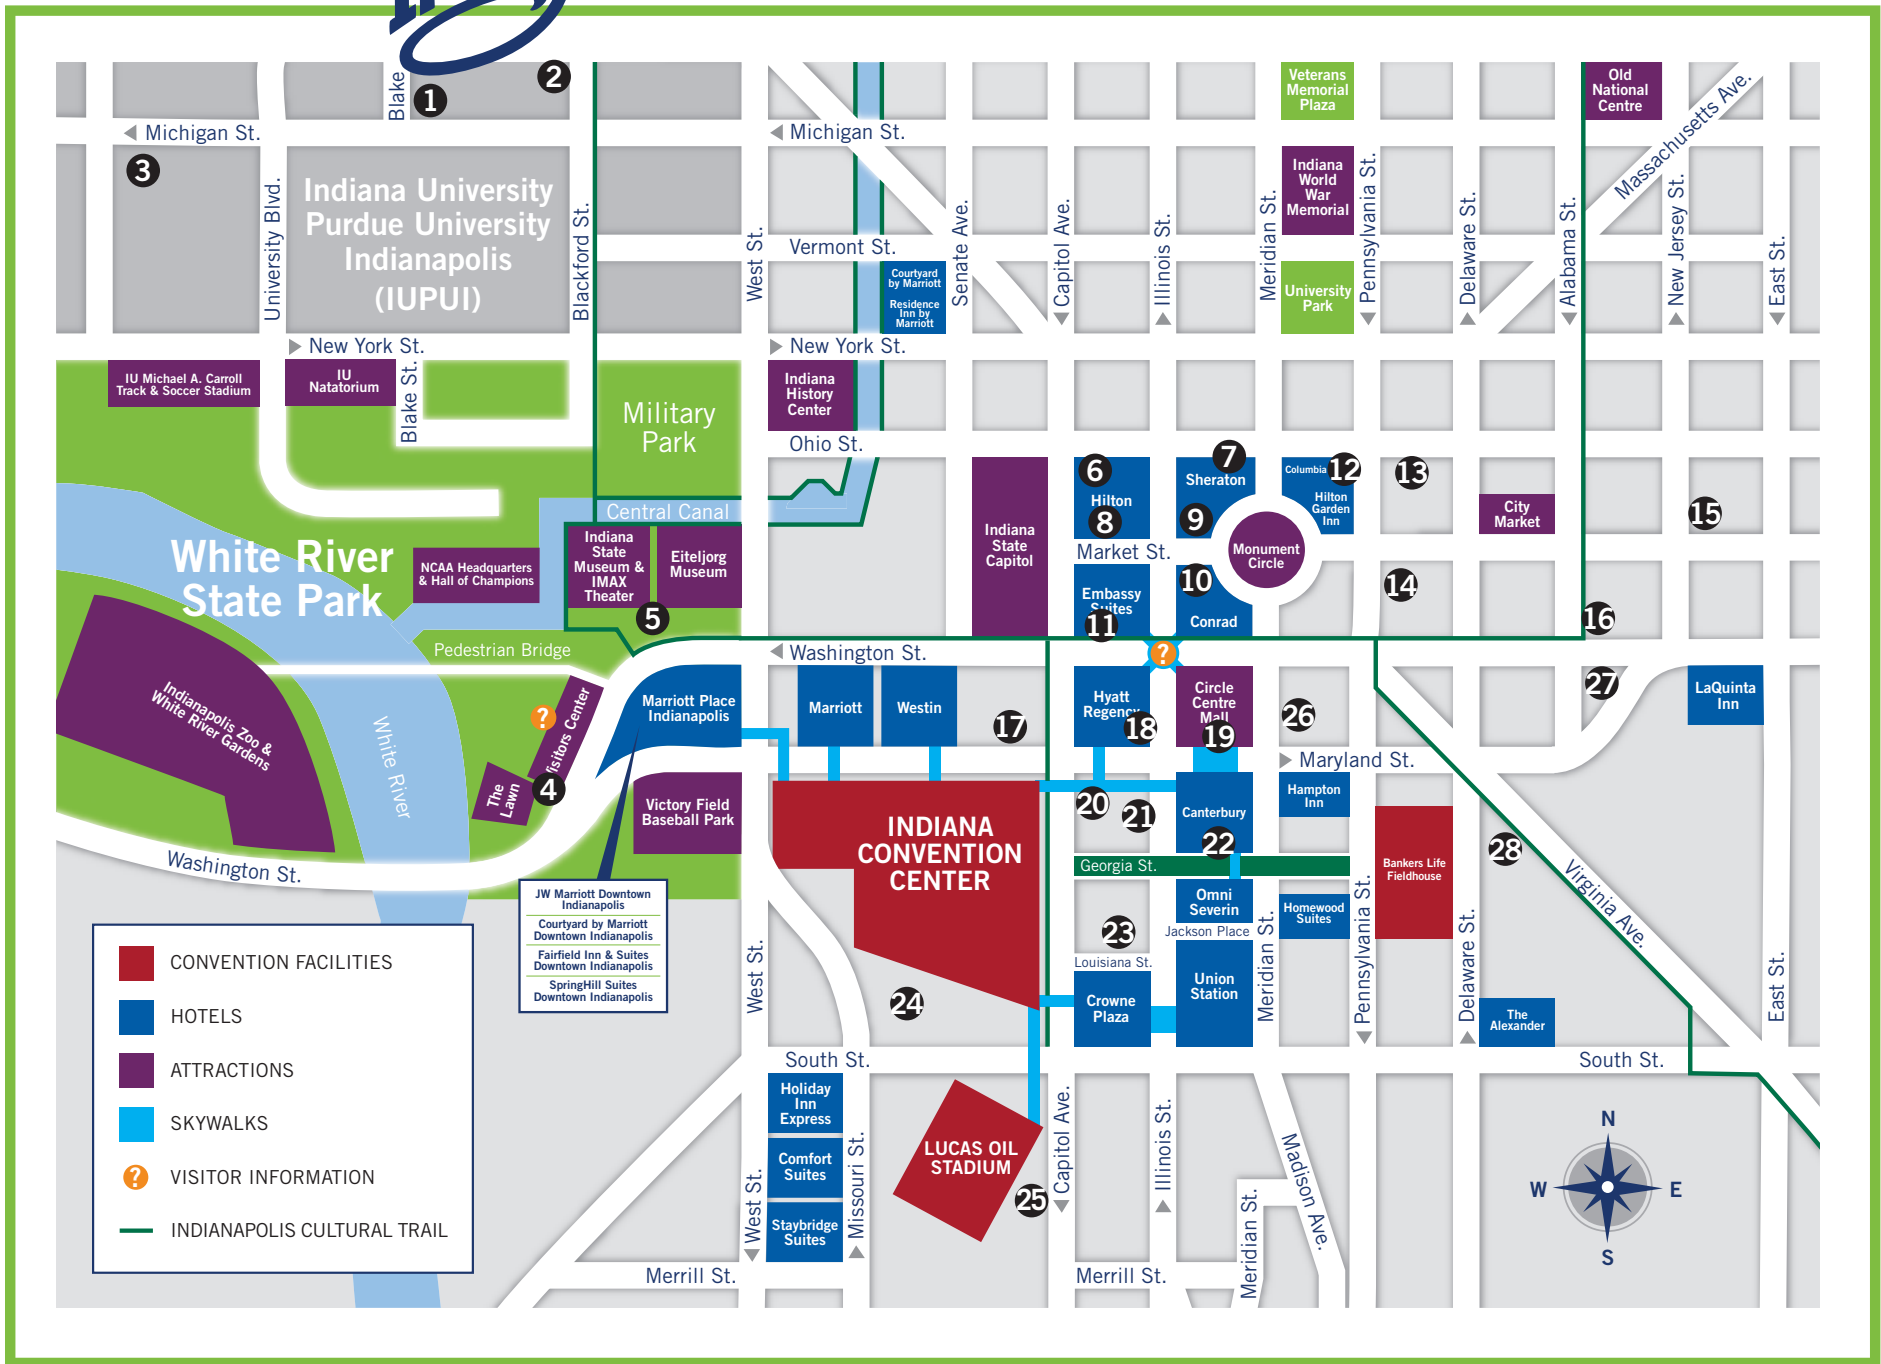 Blake
1
2
Veterans
Memorial
Plaza
Old
National
Centre
Massachusetts Ave.
Michigan St.
Michigan St.
3
Indiana University
Purdue University
Indianapolis
(IUPUI)
University Blvd.
Blackford St.
West St.
Vermont St.
Courtyard
by Marriott
Residence
Inn by
Marriott
Senate Ave.
Capitol Ave.
Illinois St.
Meridian St.
Indiana
World
War
Memorial
University
Park
Pennsylvania St.
Delaware St.
Alabama St.
New Jersey St.
East St.
New York St.
New York St.
IU Michael A. Carroll
Track & Soccer Stadium
IU
Natatorium
Blake St.
Military
Park
Indiana
History
Center
Ohio St.
Central Canal
White River
State Park
NCAA Headquarters
& Hall of Champions
Indiana
State
Museum &
IMAX
Theater
Eiteljorg
Museum
5
Indiana
State
Capitol
6
Hilton
8
7
Sheraton
9
Columbia
12
Hilton
Garden
Inn
13
City
Market
15
Market St.
Monument
Circle
Embassy
Suites
11
10
Conrad
14
16
Pedestrian Bridge
Washington St.
?
Indianapolis Zoo &
White River Gardens
White River
?
Visitors Center
The
Lawn
4
Marriott Place
Indianapolis
Marriott
Westin
17
Hyatt
Regency
18
Circle
Centre
Mall
19
26
27
LaQuinta
Inn
Maryland St.
Victory Field
Baseball Park
INDIANA
CONVENTION
CENTER
20
21
Canterbury
22
Hampton
Inn
Bankers Life
Fieldhouse
28
Virginia Ave.
Washington St.
Georgia St.
JW Marriott Downtown
Indianapolis
Courtyard by Marriott
Downtown Indianapolis
Fairfield Inn & Suites
Downtown Indianapolis
SpringHill Suites
Downtown Indianapolis
Omni
Severin
Jackson Place
Homewood
Suites
23
Louisiana St.
Crowne
Plaza
Union
Station
Meridian St.
Pennsylvania St.
Delaware St.
The
Alexander
East St.
West St.
24
South St.
South St.
CONVENTION FACILITIES
HOTELS
ATTRACTIONS
SKYWALKS
? VISITOR INFORMATION
INDIANAPOLIS CULTURAL TRAIL
Holiday
Inn
Express
Comfort
Suites
Staybridge
Suites
West St.
Missouri St.
LUCAS OIL
STADIUM
25
Capitol Ave.
Illinois St.
Meridian St.
Madison Ave.
Merrill St.
Merrill St.
N
W
E
S